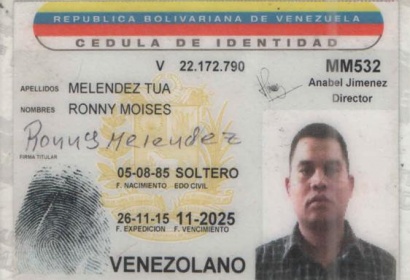 REPUBLICA BOLIVARIANA DE VENEZUELA
CEDULA DE IDENTIDAD
V 22.172.790 MM532
Anabel Jimenez
Director
APELLIDOS MELENDEZ TUA
NOMBRES RONNY MOISES
Ronny Melendez
FIRMA TITULAR
05-08-85 SOLTERO
F. NACIMIENTO EDO CIVIL
26-11-15 11-2025
F. EXPEDICION F. VENCIMIENTO
VENEZOLANO